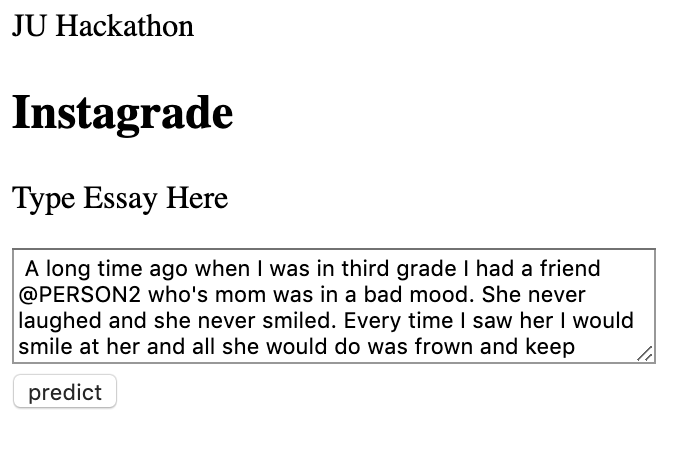 JU Hackathon
Instagrade
Type Essay Here
A long time ago when I was in third grade I had a friend
@PERSON2 who's mom was in a bad mood. She never
laughed and she never smiled. Every time I saw her I would
smile at her and all she would do was frown and keep
predict